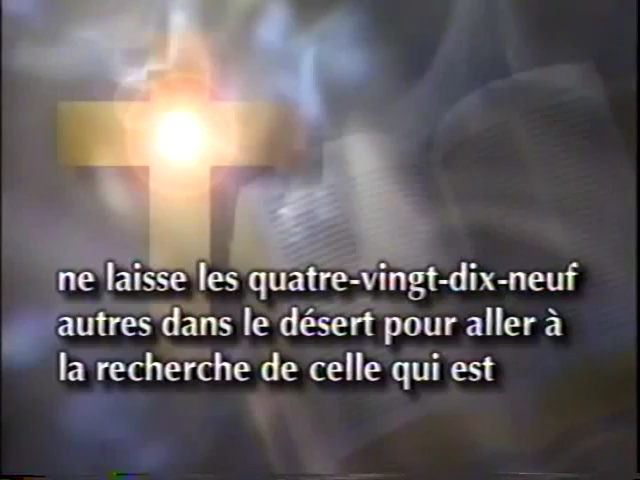 ne laisse les quatre-vingt-dix-neuf
autres dans le désert pour aller à
la recherche de celle qui est